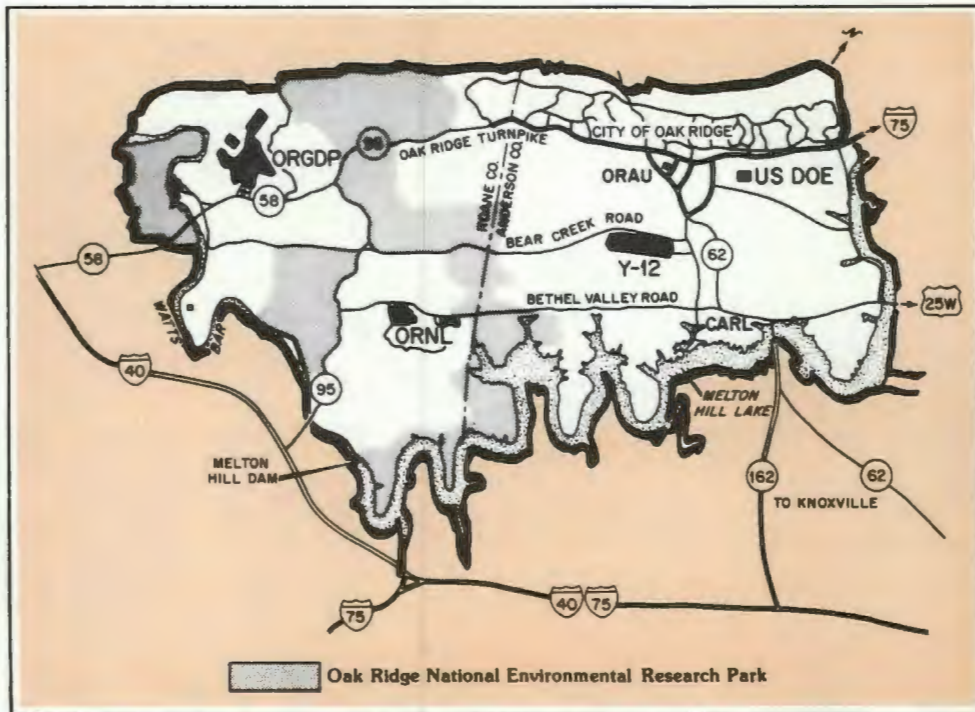 N
75
CITY OF OAK RIDGE
OAK RIDGE TURNPIKE
ORGDP
ORAU
US DOE
58
ROANE CO.
ANDERSON CO.
BEAR CREEK ROAD
Y-12
62
58
BETHEL VALLEY ROAD
25W
WATTS
BAR
ORNL
CARL
40
95
MELTON
HILL LAKE
MELTON
HILL DAM
162
62
TO KNOXVILLE
75
40
75
Oak Ridge National Environmental Research Park